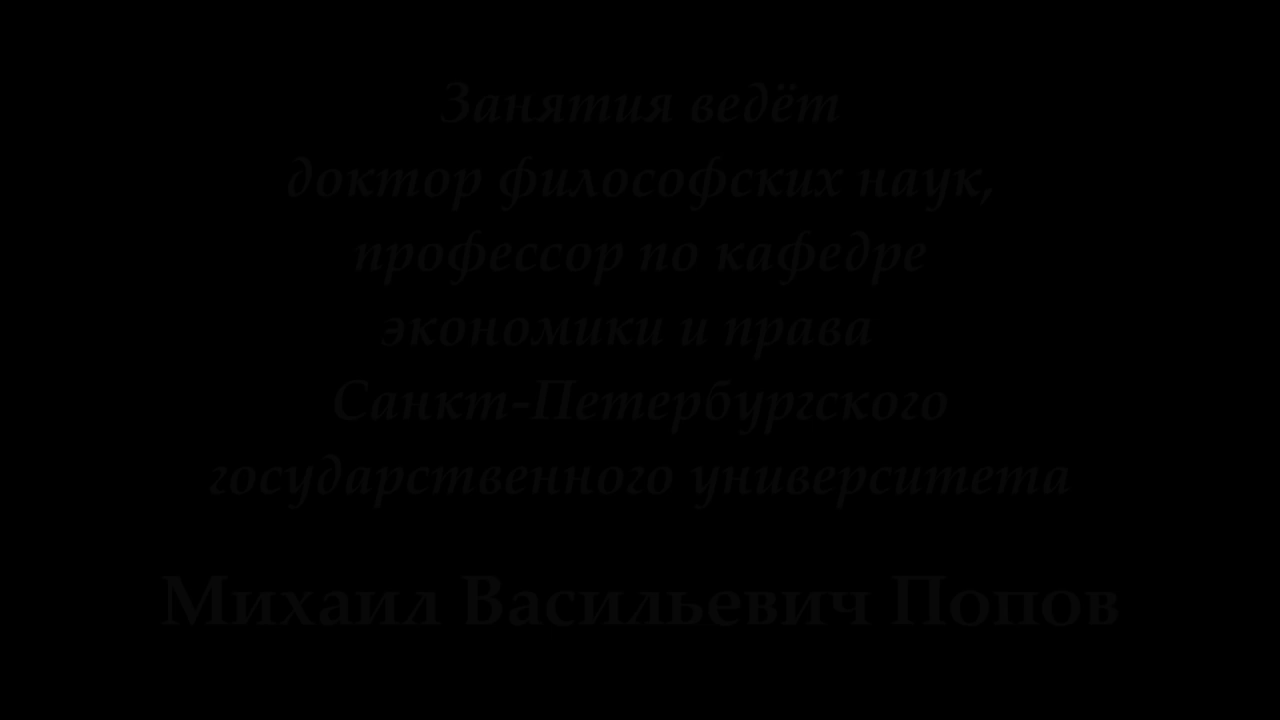 Занятия ведёт
доктор философских наук,
профессор по кафедре
экономики и права
Санкт-Петербургского
государственного университета
Михаил Васильевич Попов